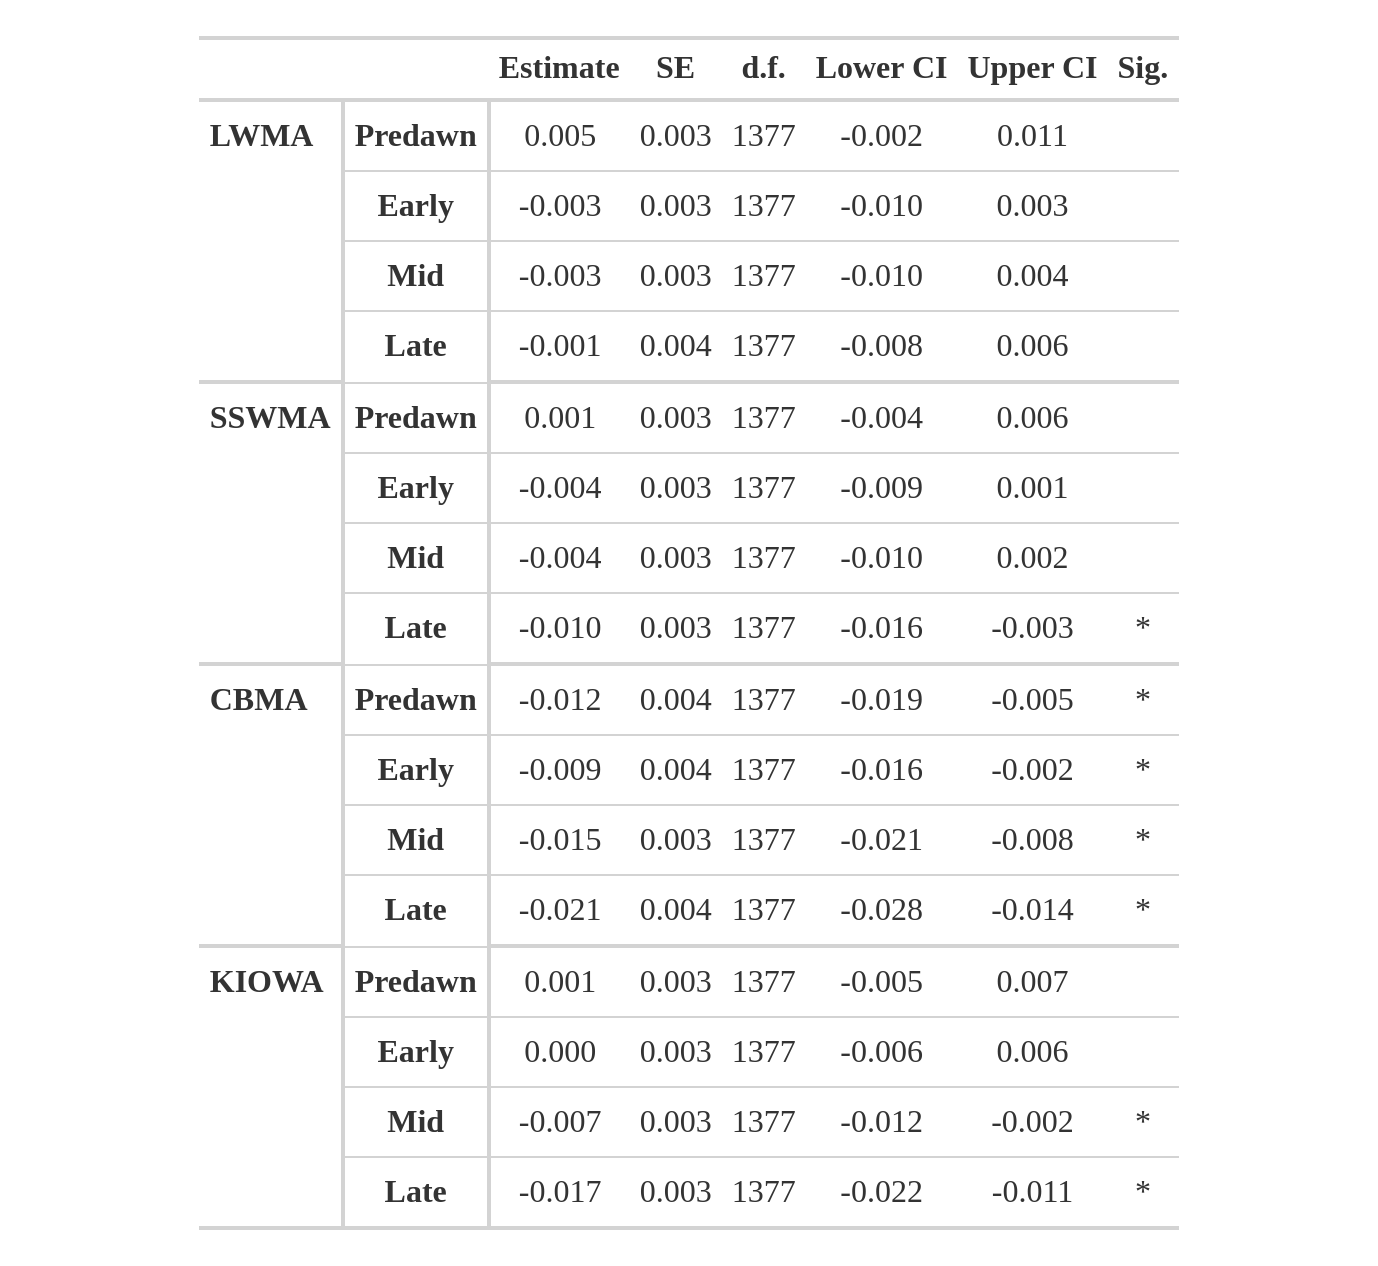 Estimate SE d.f. Lower CI Upper CI Sig.
LWMA Predawn 0.005 0.003 1377 -0.002 0.011
Early -0.003 0.003 1377 -0.010 0.003
Mid -0.003 0.003 1377 -0.010 0.004
Late -0.001 0.004 1377 -0.008 0.006
SSWMA Predawn 0.001 0.003 1377 -0.004 0.006
Early -0.004 0.003 1377 -0.009 0.001
Mid -0.004 0.003 1377 -0.010 0.002
Late -0.010 0.003 1377 -0.016 -0.003 *
CBMA Predawn -0.012 0.004 1377 -0.019 -0.005 *
Early -0.009 0.004 1377 -0.016 -0.002 *
Mid -0.015 0.003 1377 -0.021 -0.008 *
Late -0.021 0.004 1377 -0.028 -0.014 *
KIOWA Predawn 0.001 0.003 1377 -0.005 0.007
Early 0.000 0.003 1377 -0.006 0.006
Mid -0.007 0.003 1377 -0.012 -0.002 *
Late -0.017 0.003 1377 -0.022 -0.011 *